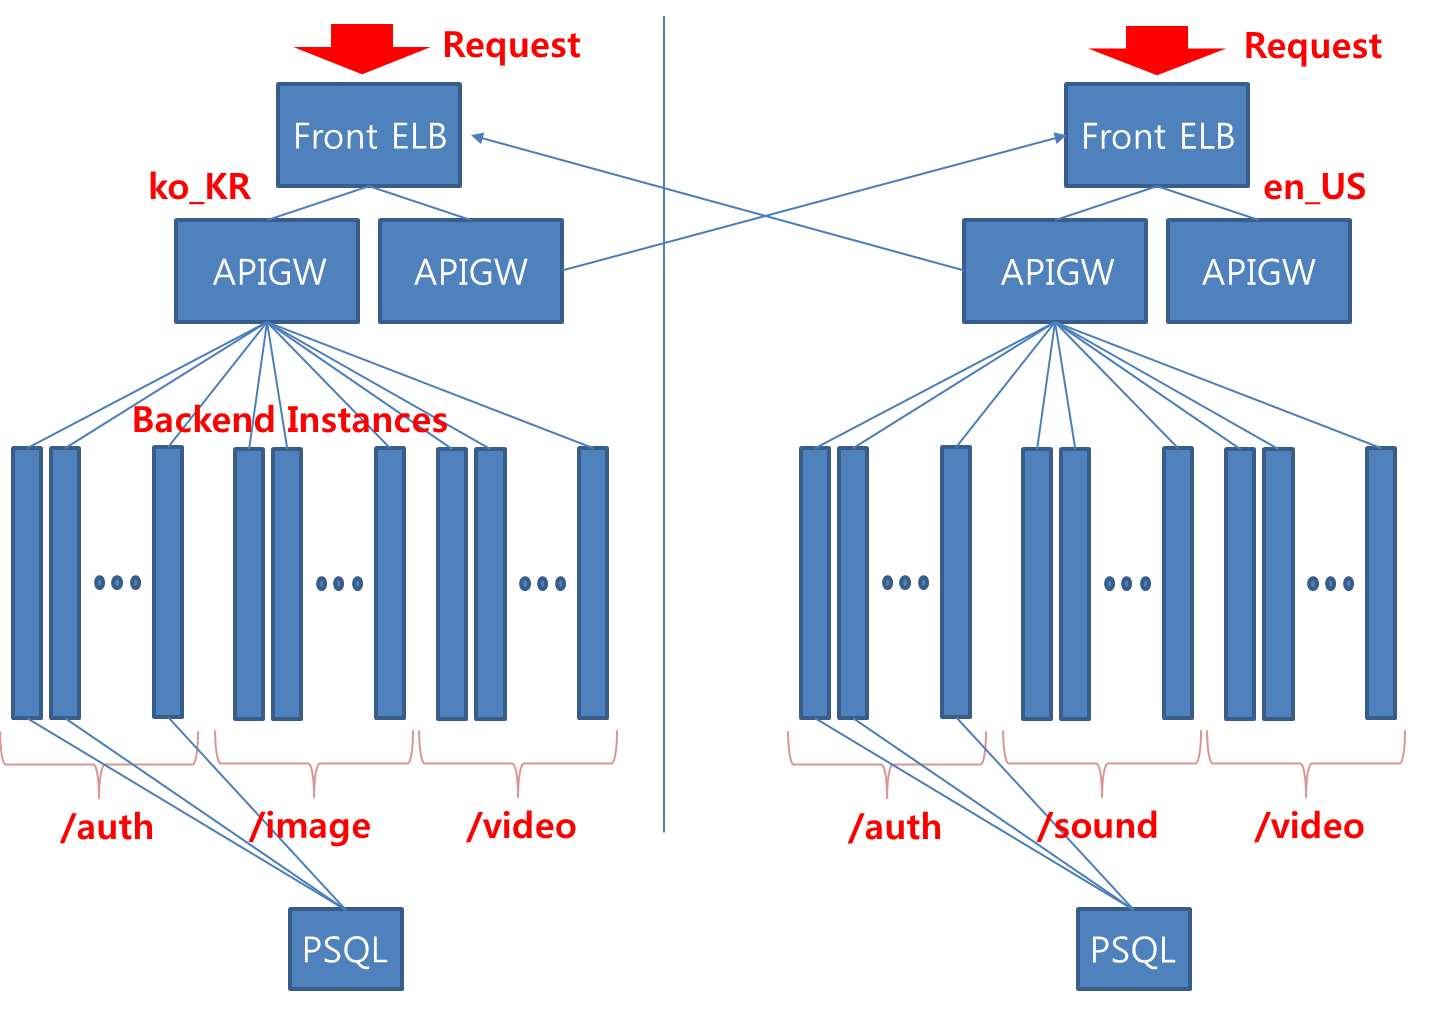 Request
Front ELB
ko_KR
APIGW
APIGW
Backend Instances
/auth
/image
/video
PSQL
Request
Front ELB
en_US
APIGW
APIGW
/auth
/sound
/video
PSQL